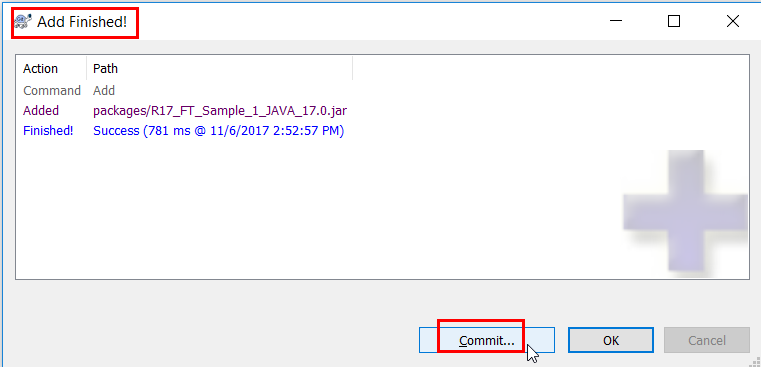 Add Finished!
Action Path
Command Add
Added packages/R17_FT_Sample_1_JAVA_17.0.jar
Finished! Success (781 ms @ 11/6/2017 2:52:57 PM)
Commit... OK Cancel